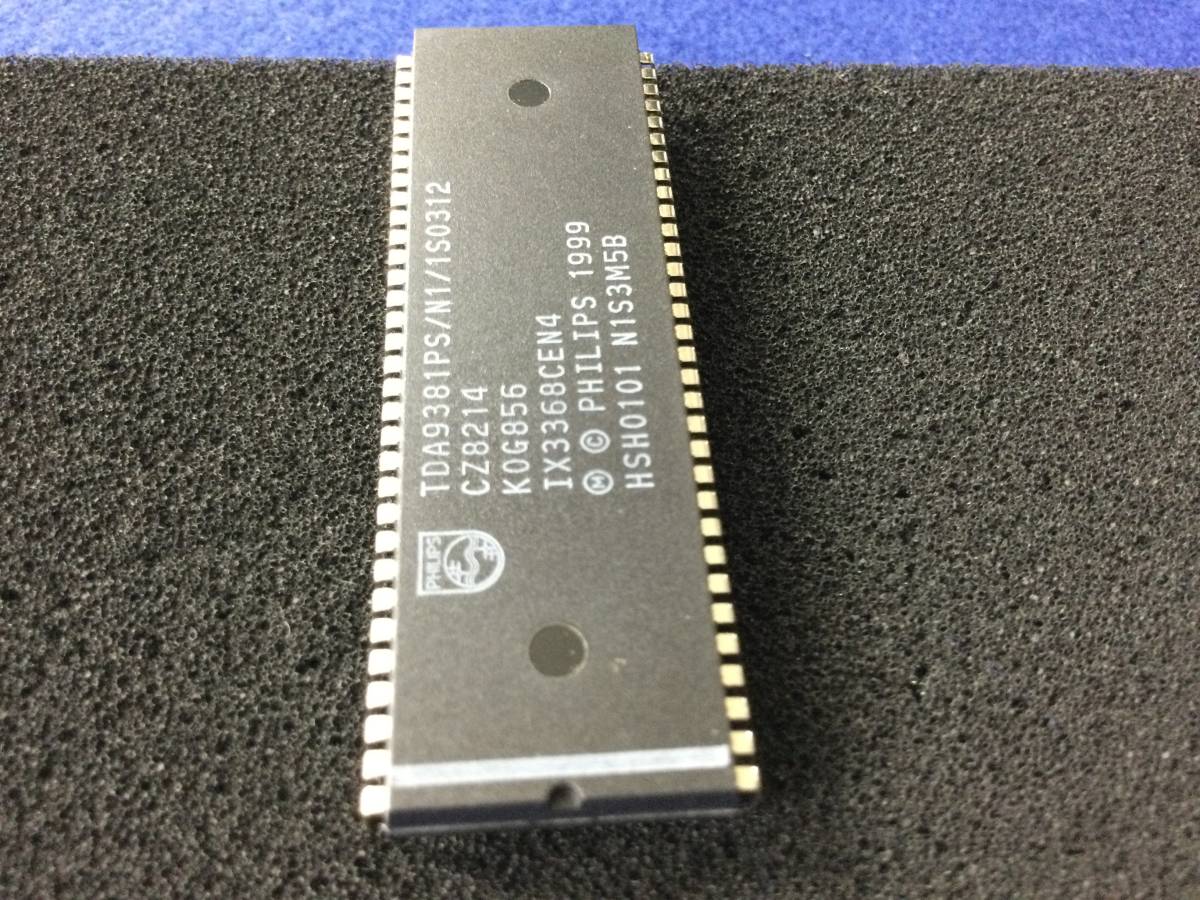 TDA9381PS/N1/1S0312
CZ8214
K0G856
IX3368CEN4
Ⓜ © PHILIPS 1999
HSH0101 N1S3M5B
PHILIPS